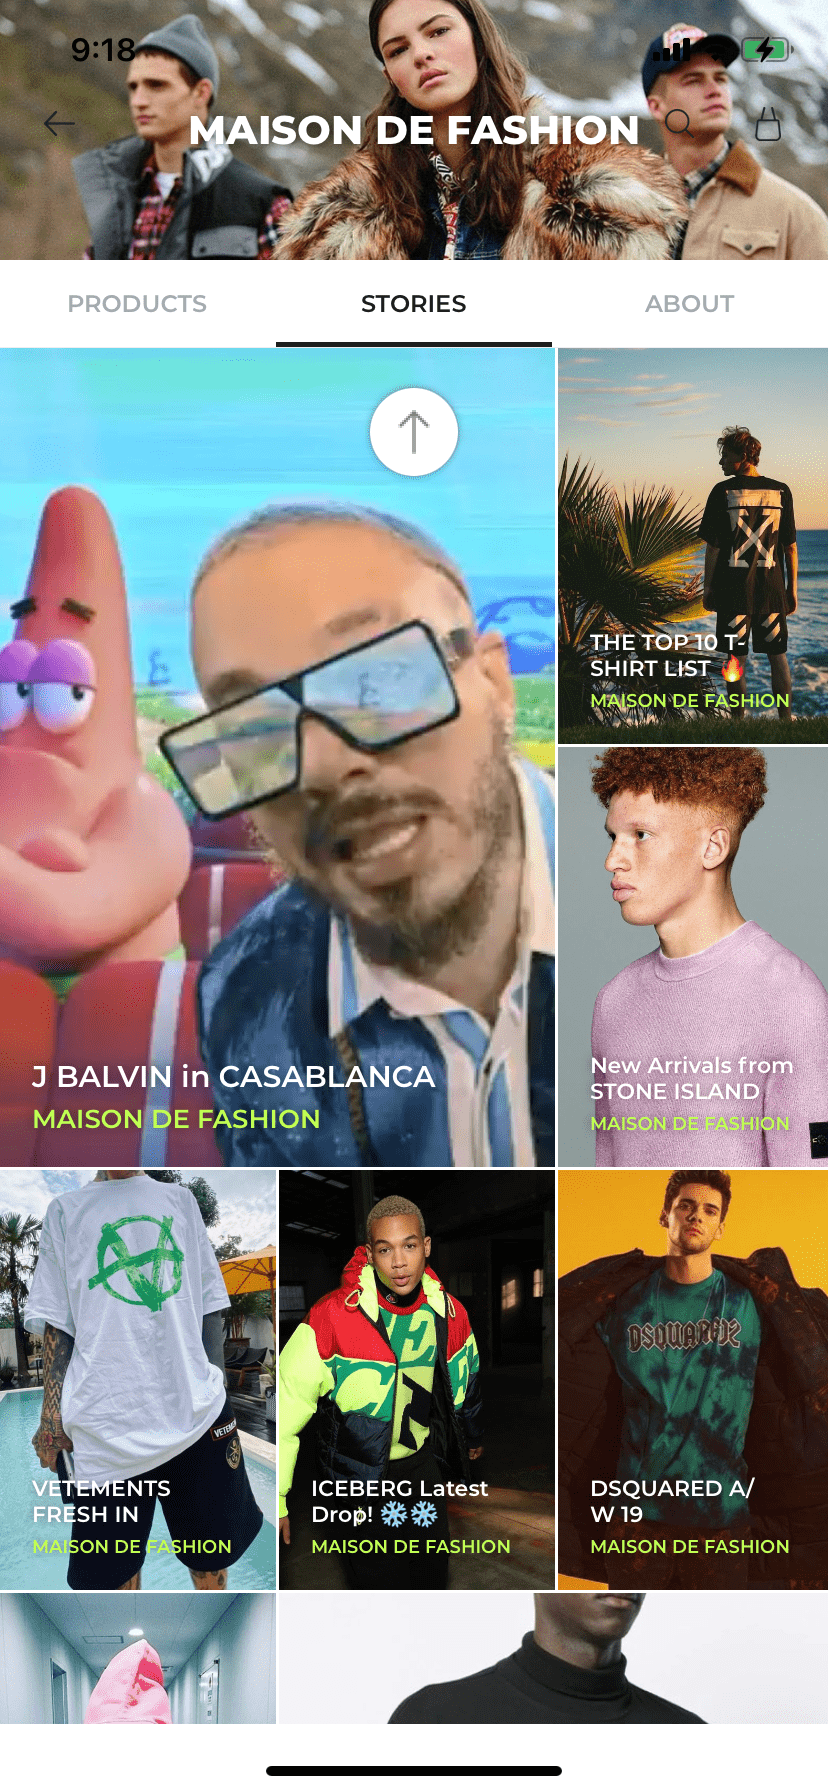 9:18
MAISON DE FASHION
PRODUCTS
STORIES
ABOUT
J BALVIN in CASABLANCA
MAISON DE FASHION
THE TOP 10 T-
SHIRT LIST 🔥
MAISON DE FASHION
New Arrivals from
STONE ISLAND
MAISON DE FASHION
VETEMENTS
FRESH IN
MAISON DE FASHION
ICEBERG Latest
Drop! ❄️❄️
MAISON DE FASHION
DSQUARED2
DSQUARED A/
W 19
MAISON DE FASHION